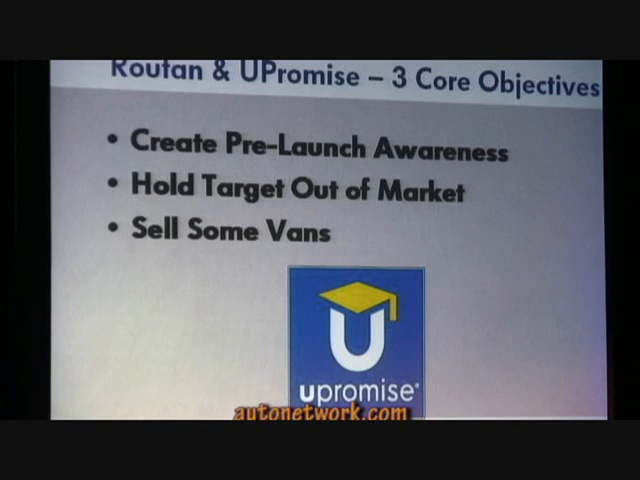 Routan & UPromise – 3 Core Objectives
• Create Pre-Launch Awareness
• Hold Target Out of Market
• Sell Some Vans
U
upromise®
autonetwork.com